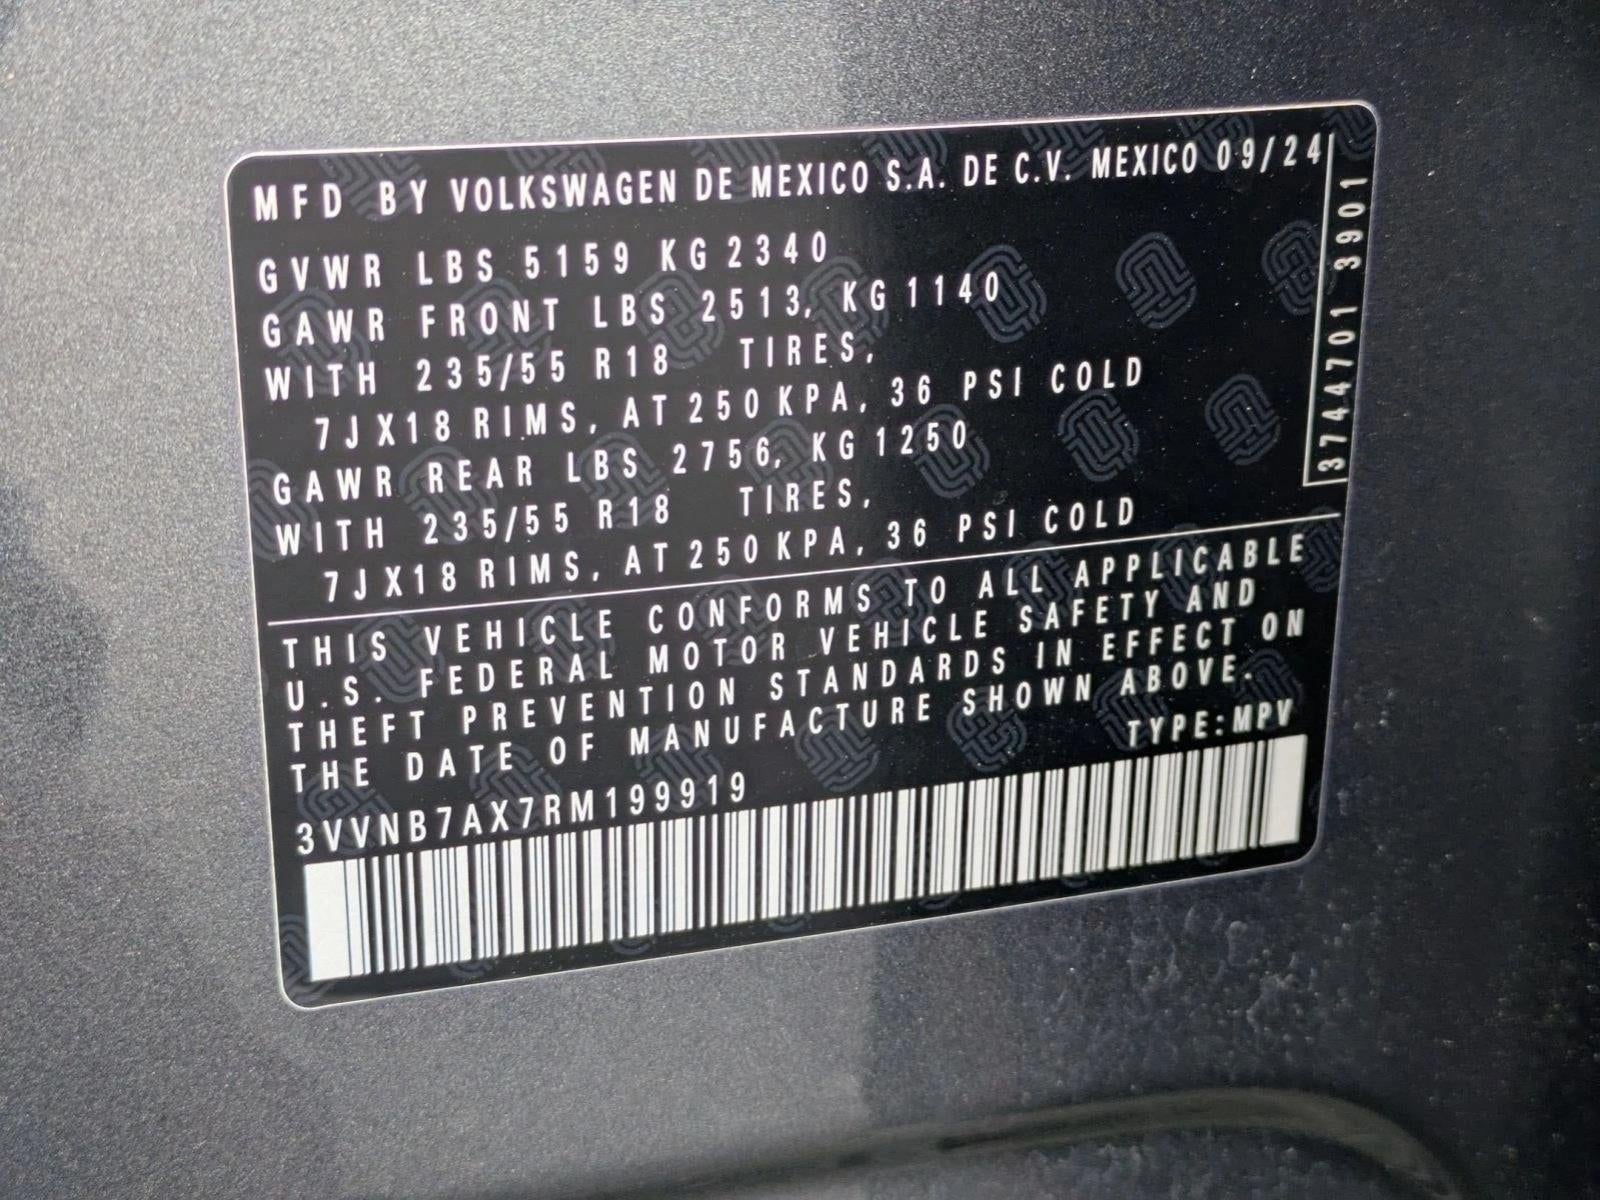 MFD BY VOLKSWAGEN DE MEXICO S.A. DE C.V. MEXICO 09/24
GVWR LBS 5159 KG 2340
GAWR FRONT LBS 2513, KG 1140
WITH 235/55 R18 TIRES,
7JX18 RIMS, AT 250 KPA, 36 PSI COLD
GAWR REAR LBS 2756, KG 1250
WITH 235/55 R18 TIRES,
7JX18 RIMS, AT 250 KPA, 36 PSI COLD
3744701 3901
THIS VEHICLE CONFORMS TO ALL APPLICABLE
U.S. FEDERAL MOTOR VEHICLE SAFETY AND
THEFT PREVENTION STANDARDS IN EFFECT ON
THE DATE OF MANUFACTURE SHOWN ABOVE.
TYPE:MPV
3VVNB7AX7RM199919